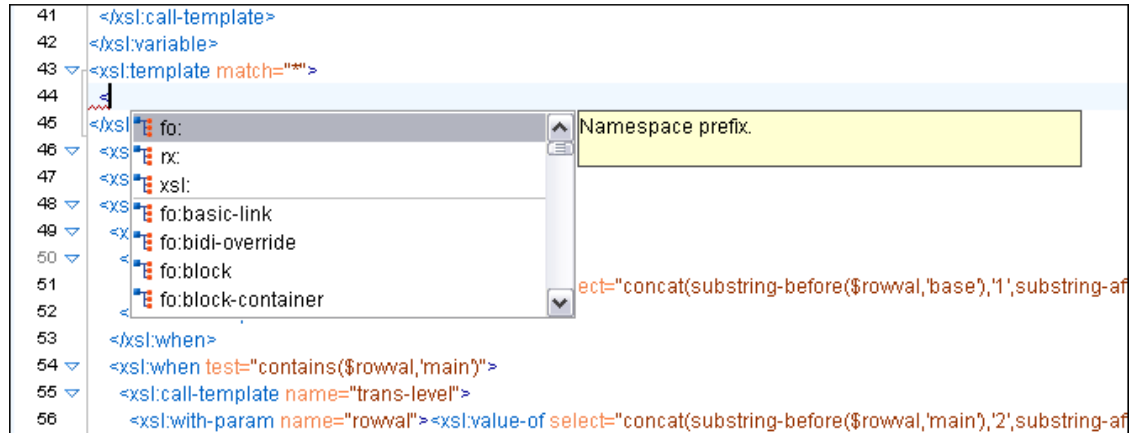 41 </xsl:call-template>
42 </xsl:variable>
43 <xsl:template match="*">
44 <
45 </xsl
fo: Namespace prefix.
46 <xs
rx:
47 <xs
xsl:
48 <xs
fo:basic-link
49 <x
fo:bidi-override
50 <
fo:block
51 ect="concat(substring-before($rowval,'base'),'1',substring-af
fo:block-container
52 <
53 </xsl:when>
54 <xsl:when test="contains($rowval,'main')">
55 <xsl:call-template name="trans-level">
56 <xsl:with-param name="rowval"><xsl:value-of select="concat(substring-before($rowval,'main'),'2',substring-af